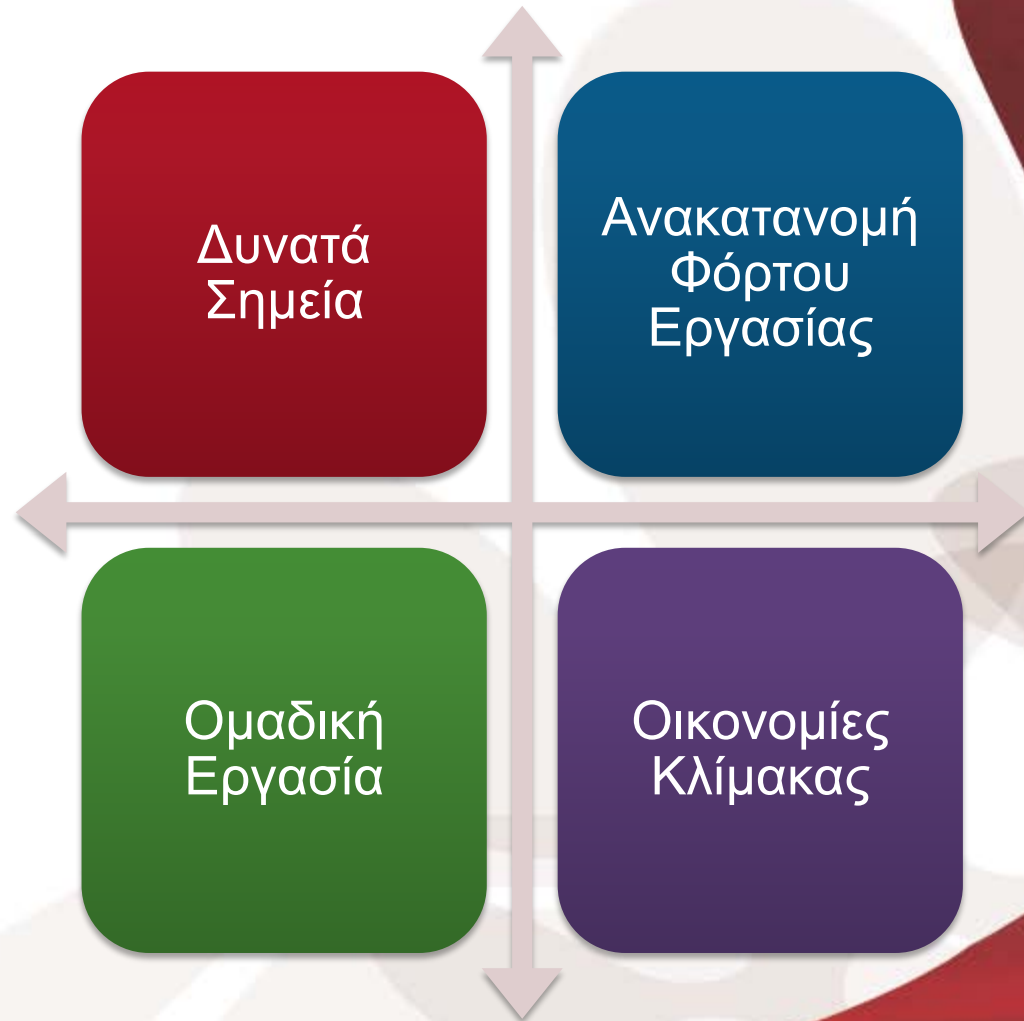 Δυνατά
Σημεία
Ανακατανομή
Φόρτου
Εργασίας
Ομαδική
Εργασία
Οικονομίες
Κλίμακας